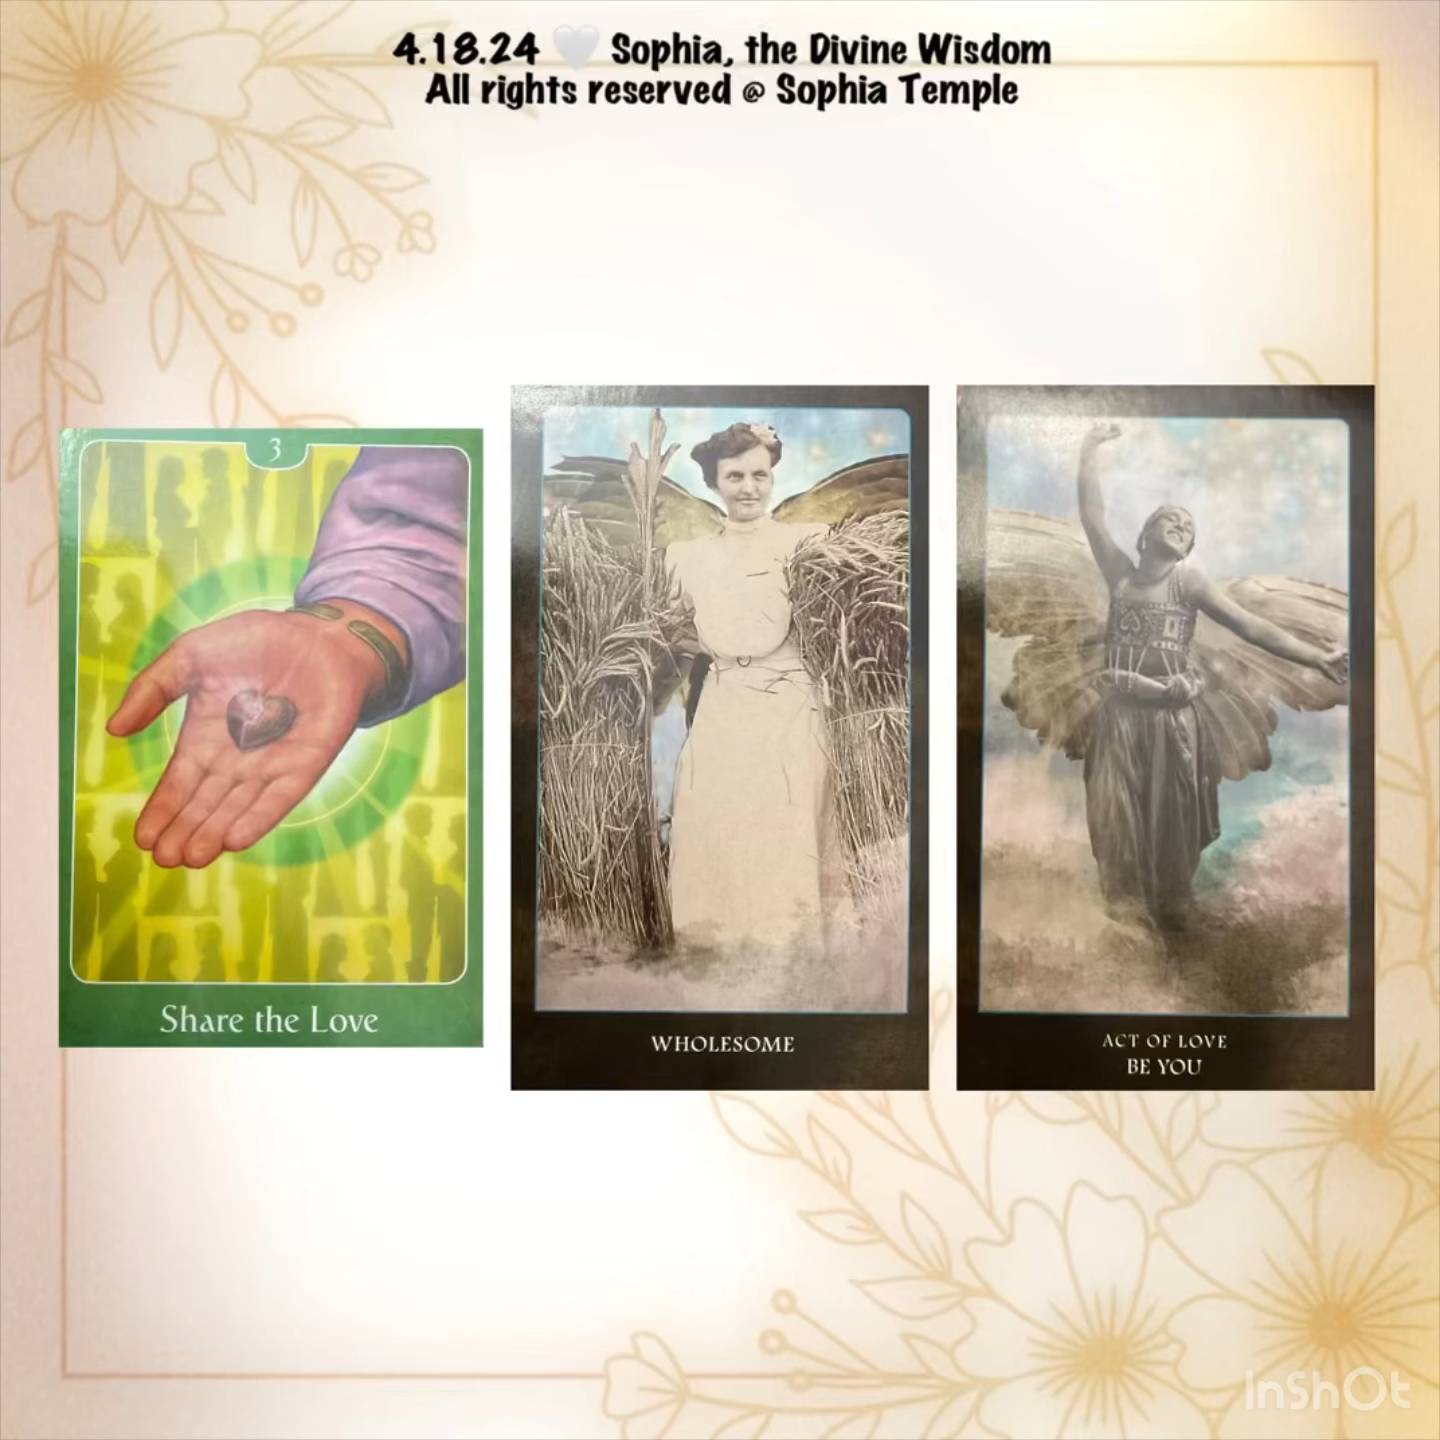 4.18.24 🤍 Sophia, the Divine Wisdom
All rights reserved @ Sophia Temple
3
Share the Love
WHOLESOME
ACT OF LOVE
BE YOU
InShOt